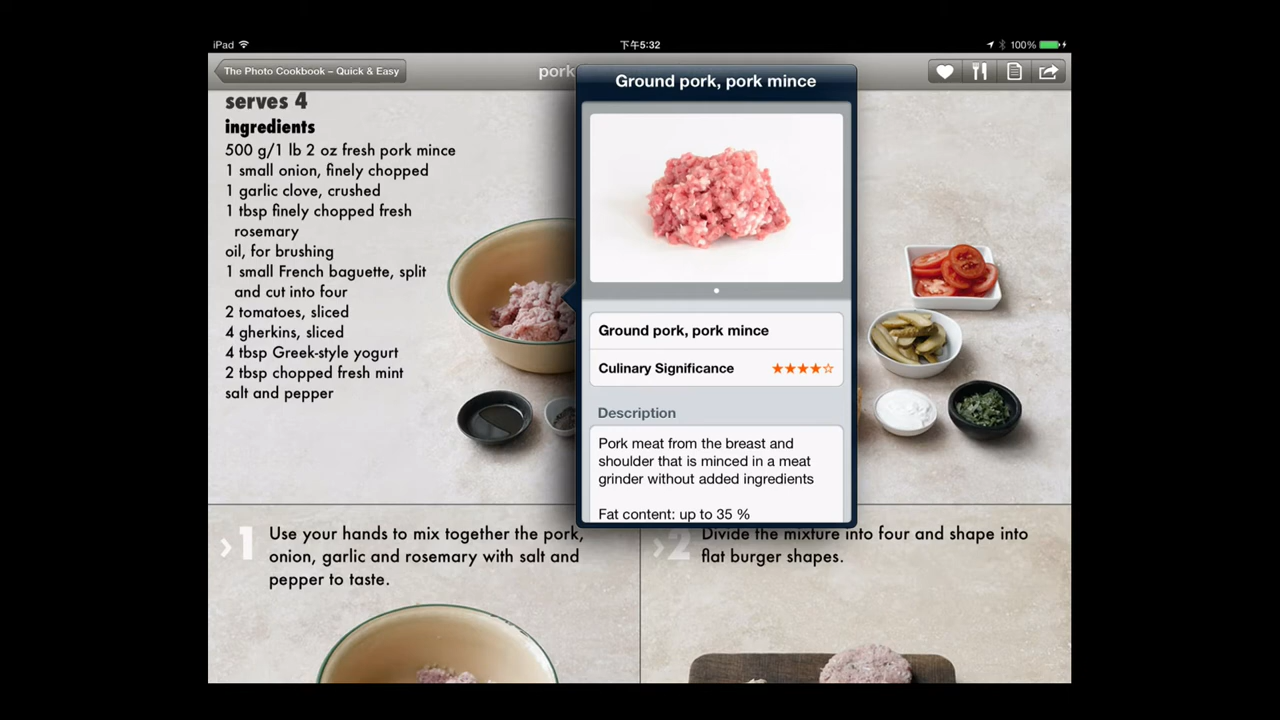 iPad
下午5:32
100%
The Photo Cookbook – Quick & Easy
pork
Ground pork, pork mince
serves 4
ingredients
500 g/1 lb 2 oz fresh pork mince
1 small onion, finely chopped
1 garlic clove, crushed
1 tbsp finely chopped fresh
rosemary
oil, for brushing
1 small French baguette, split
and cut into four
2 tomatoes, sliced
4 gherkins, sliced
4 tbsp Greek-style yogurt
2 tbsp chopped fresh mint
salt and pepper
Ground pork, pork mince
Culinary Significance ★★★★☆
Description
Pork meat from the breast and
shoulder that is minced in a meat
grinder without added ingredients
Fat content: up to 35 %
›1 Use your hands to mix together the pork,
onion, garlic and rosemary with salt and
pepper to taste.
›2 Divide the mixture into four and shape into
flat burger shapes.